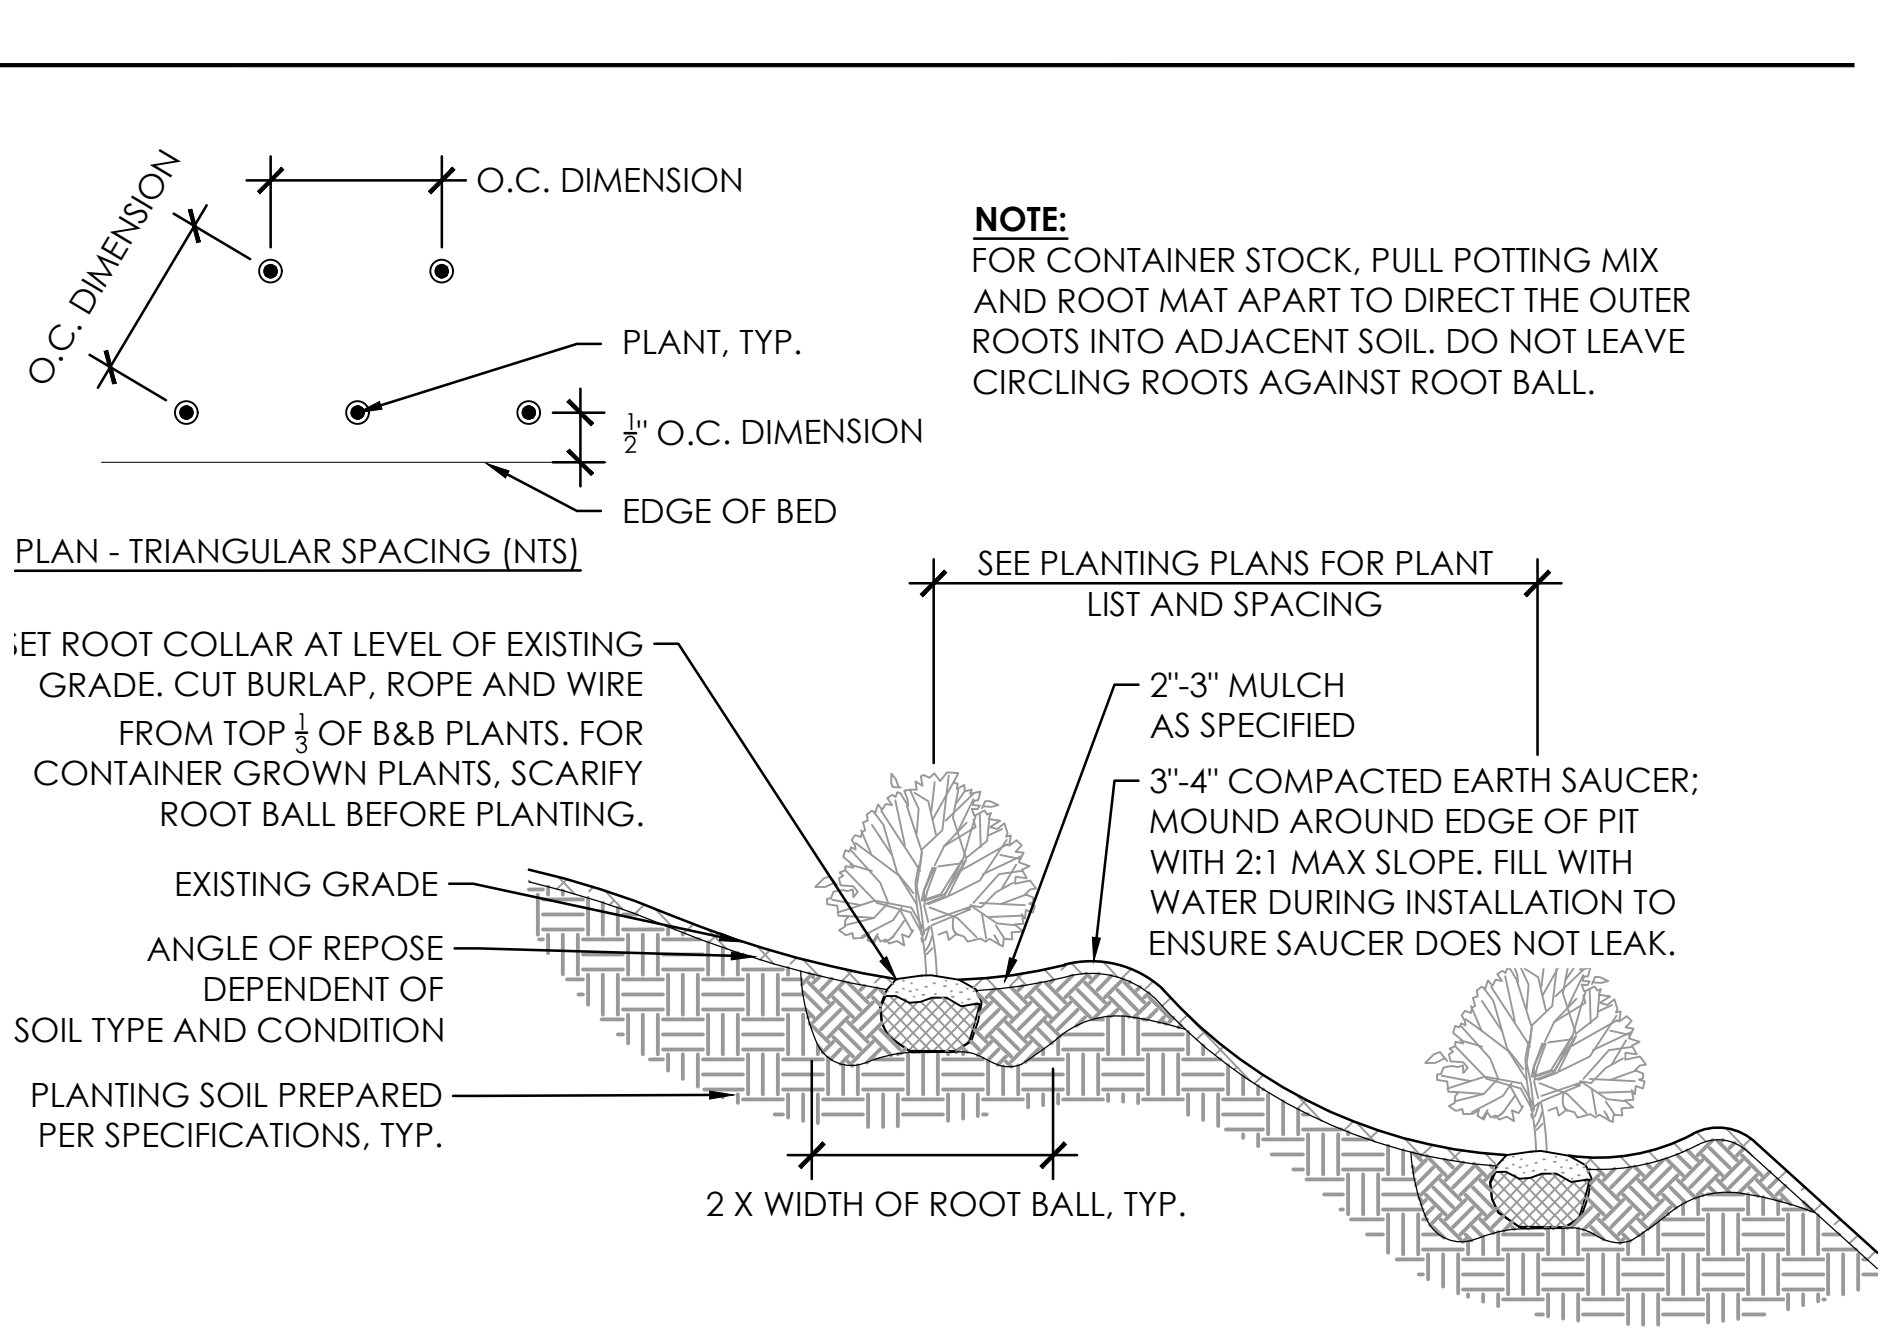 O.C. DIMENSION
O.C. DIMENSION
PLANT, TYP.
½" O.C. DIMENSION
EDGE OF BED
PLAN - TRIANGULAR SPACING (NTS)
NOTE:
FOR CONTAINER STOCK, PULL POTTING MIX
AND ROOT MAT APART TO DIRECT THE OUTER
ROOTS INTO ADJACENT SOIL. DO NOT LEAVE
CIRCLING ROOTS AGAINST ROOT BALL.
SEE PLANTING PLANS FOR PLANT
LIST AND SPACING
SET ROOT COLLAR AT LEVEL OF EXISTING
GRADE. CUT BURLAP, ROPE AND WIRE
FROM TOP ⅓ OF B&B PLANTS. FOR
CONTAINER GROWN PLANTS, SCARIFY
ROOT BALL BEFORE PLANTING.
2"-3" MULCH
AS SPECIFIED
3"-4" COMPACTED EARTH SAUCER;
MOUND AROUND EDGE OF PIT
WITH 2:1 MAX SLOPE. FILL WITH
WATER DURING INSTALLATION TO
ENSURE SAUCER DOES NOT LEAK.
EXISTING GRADE
ANGLE OF REPOSE
DEPENDENT OF
SOIL TYPE AND CONDITION
PLANTING SOIL PREPARED
PER SPECIFICATIONS, TYP.
2 X WIDTH OF ROOT BALL, TYP.